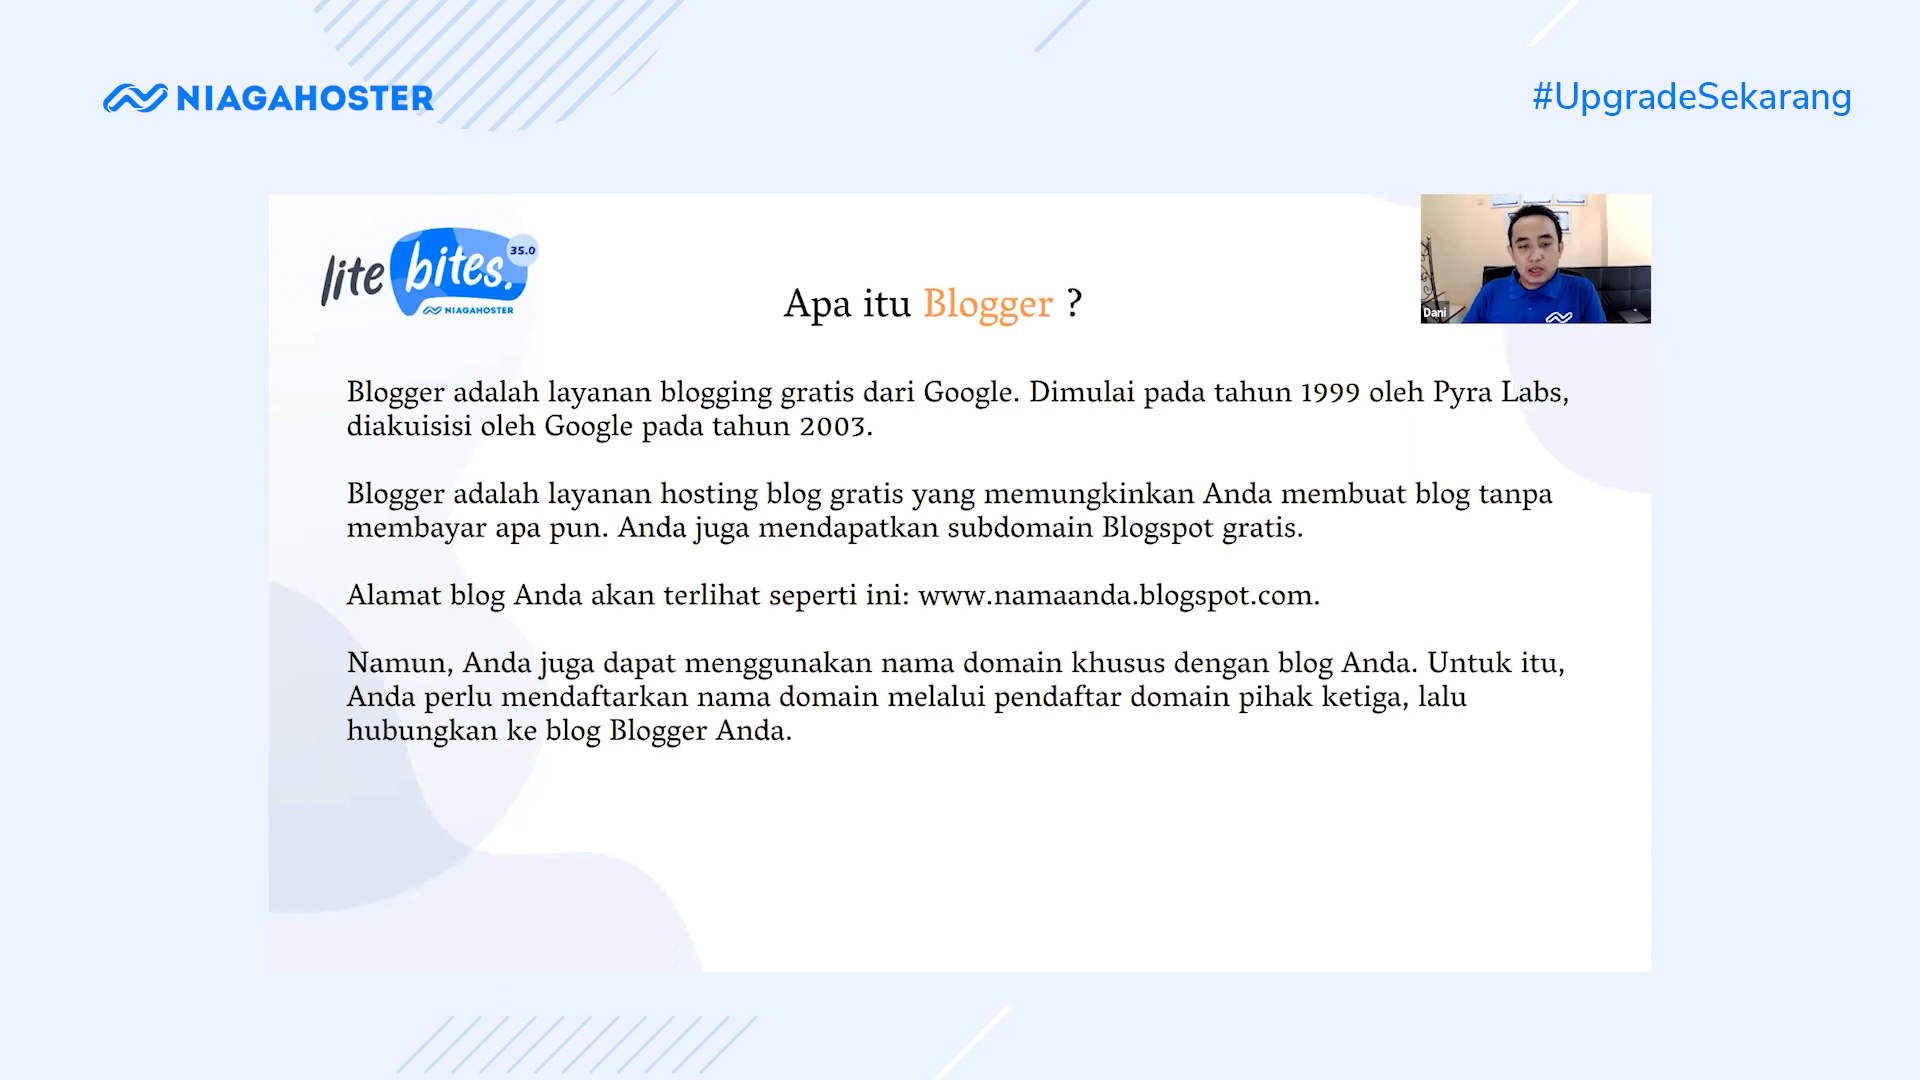 NIAGAHOSTER
#UpgradeSekarang
lite bites. 35.0
NIAGAHOSTER
Dani
Apa itu Blogger ?
Blogger adalah layanan blogging gratis dari Google. Dimulai pada tahun 1999 oleh Pyra Labs,
diakuisisi oleh Google pada tahun 2003.
Blogger adalah layanan hosting blog gratis yang memungkinkan Anda membuat blog tanpa
membayar apa pun. Anda juga mendapatkan subdomain Blogspot gratis.
Alamat blog Anda akan terlihat seperti ini: www.namaanda.blogspot.com.
Namun, Anda juga dapat menggunakan nama domain khusus dengan blog Anda. Untuk itu,
Anda perlu mendaftarkan nama domain melalui pendaftar domain pihak ketiga, lalu
hubungkan ke blog Blogger Anda.